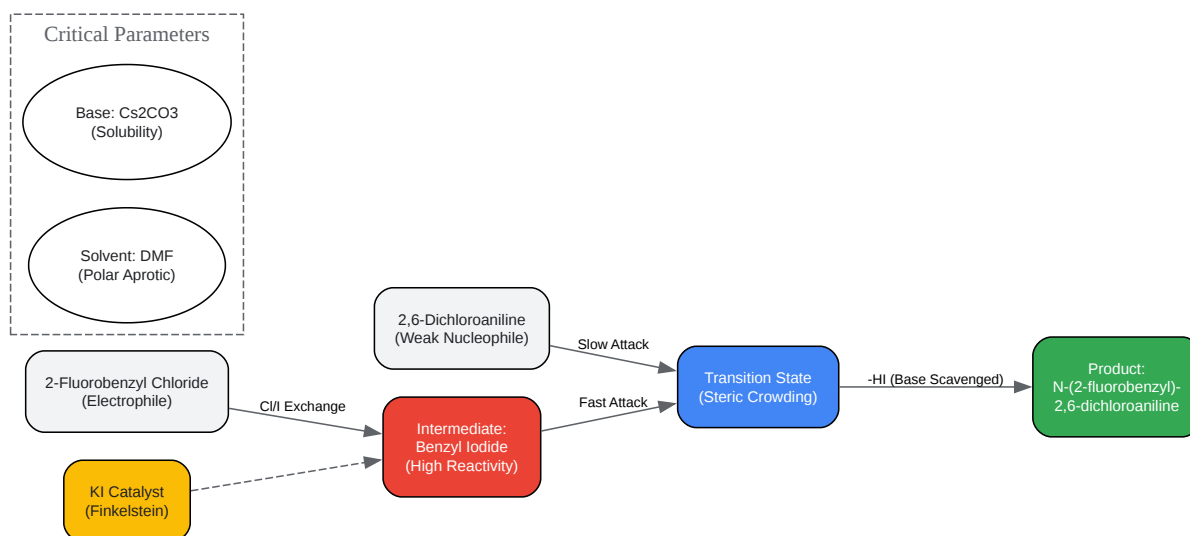 Critical Parameters
Base: Cs2CO3
(Solubility)
Solvent: DMF
(Polar Aprotic)
2,6-Dichloroaniline
(Weak Nucleophile)
Slow Attack
2-Fluorobenzyl Chloride
(Electrophile)
Cl/I Exchange
Intermediate:
Benzyl Iodide
(High Reactivity)
Fast Attack
Transition State
(Steric Crowding)
-HI (Base Scavenged)
Product:
N-(2-fluorobenzyl)-
2,6-dichloroaniline
KI Catalyst
(Finkelstein)